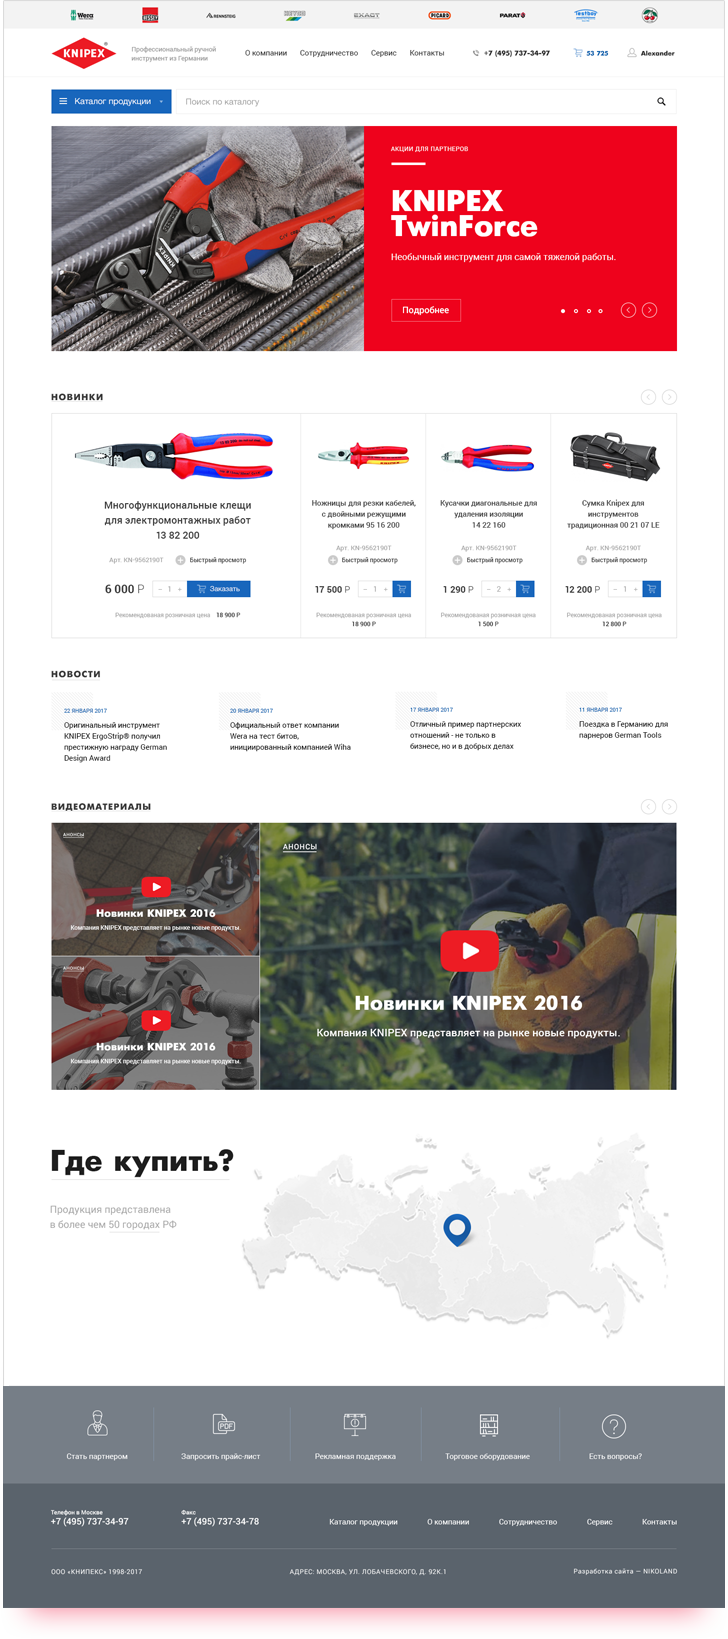 Wera
RENNSTEIG
EXACT
PICARD
PARAT
testboy
KNIPEX
Профессиональный ручной
инструмент из Германии
О компании
Сотрудничество
Сервис
Контакты
+7 (495) 737-34-97
53 725
Alexander
Каталог продукции
Поиск по каталогу
АКЦИИ ДЛЯ ПАРТНЕРОВ
KNIPEX
TwinForce
Необычный инструмент для самой тяжелой работы.
Подробнее
KNIPEX
НОВИНКИ
Многофункциональные клещи
для электромонтажных работ
13 82 200
Арт. KN-9562190T
Быстрый просмотр
6 000 Р
− 1 +
Заказать
Рекомендованая розничная цена 18 900 Р
Ножницы для резки кабелей,
с двойными режущими
кромками 95 16 200
Арт. KN-9562190T
Быстрый просмотр
17 500 Р
− 1 +
Рекомендованая розничная цена
18 900 Р
Кусачки диагональные для
удаления изоляции
14 22 160
Арт. KN-9562190T
Быстрый просмотр
1 290 Р
− 2 +
Рекомендованая розничная цена
1 500 Р
Сумка Knipex для
инструментов
традиционная 00 21 07 LE
Арт. KN-9562190T
Быстрый просмотр
12 200 Р
− 1 +
Рекомендованая розничная цена
12 800 Р
НОВОСТИ
22 ЯНВАРЯ 2017
Оригинальный инструмент
KNIPEX ErgoStrip® получил
престижную награду German
Design Award
20 ЯНВАРЯ 2017
Официальный ответ компании
Wera на тест битов,
инициированный компанией Wiha
17 ЯНВАРЯ 2017
Отличный пример партнерских
отношений - не только в
бизнесе, но и в добрых делах
11 ЯНВАРЯ 2017
Поездка в Германию для
парнеров German Tools
ВИДЕОМАТЕРИАЛЫ
АНОНСЫ
Новинки KNIPEX 2016
Компания KNIPEX представляет на рынке новые продукты.
АНОНСЫ
Новинки KNIPEX 2016
Компания KNIPEX представляет на рынке новые продукты.
АНОНСЫ
Новинки KNIPEX 2016
Компания KNIPEX представляет на рынке новые продукты.
Где купить?
Продукция представлена
в более чем 50 городах РФ
Стать партнером
PDF
Запросить прайс-лист
Рекламная поддержка
Торговое оборудование
Есть вопросы?
Телефон в Москве
+7 (495) 737-34-97
Факс
+7 (495) 737-34-78
Каталог продукции
О компании
Сотрудничество
Сервис
Контакты
ООО «КНИПЕКС» 1998-2017
АДРЕС: МОСКВА, УЛ. ЛОБАЧЕВСКОГО, Д. 92К.1
Разработка сайта — NIKOLAND